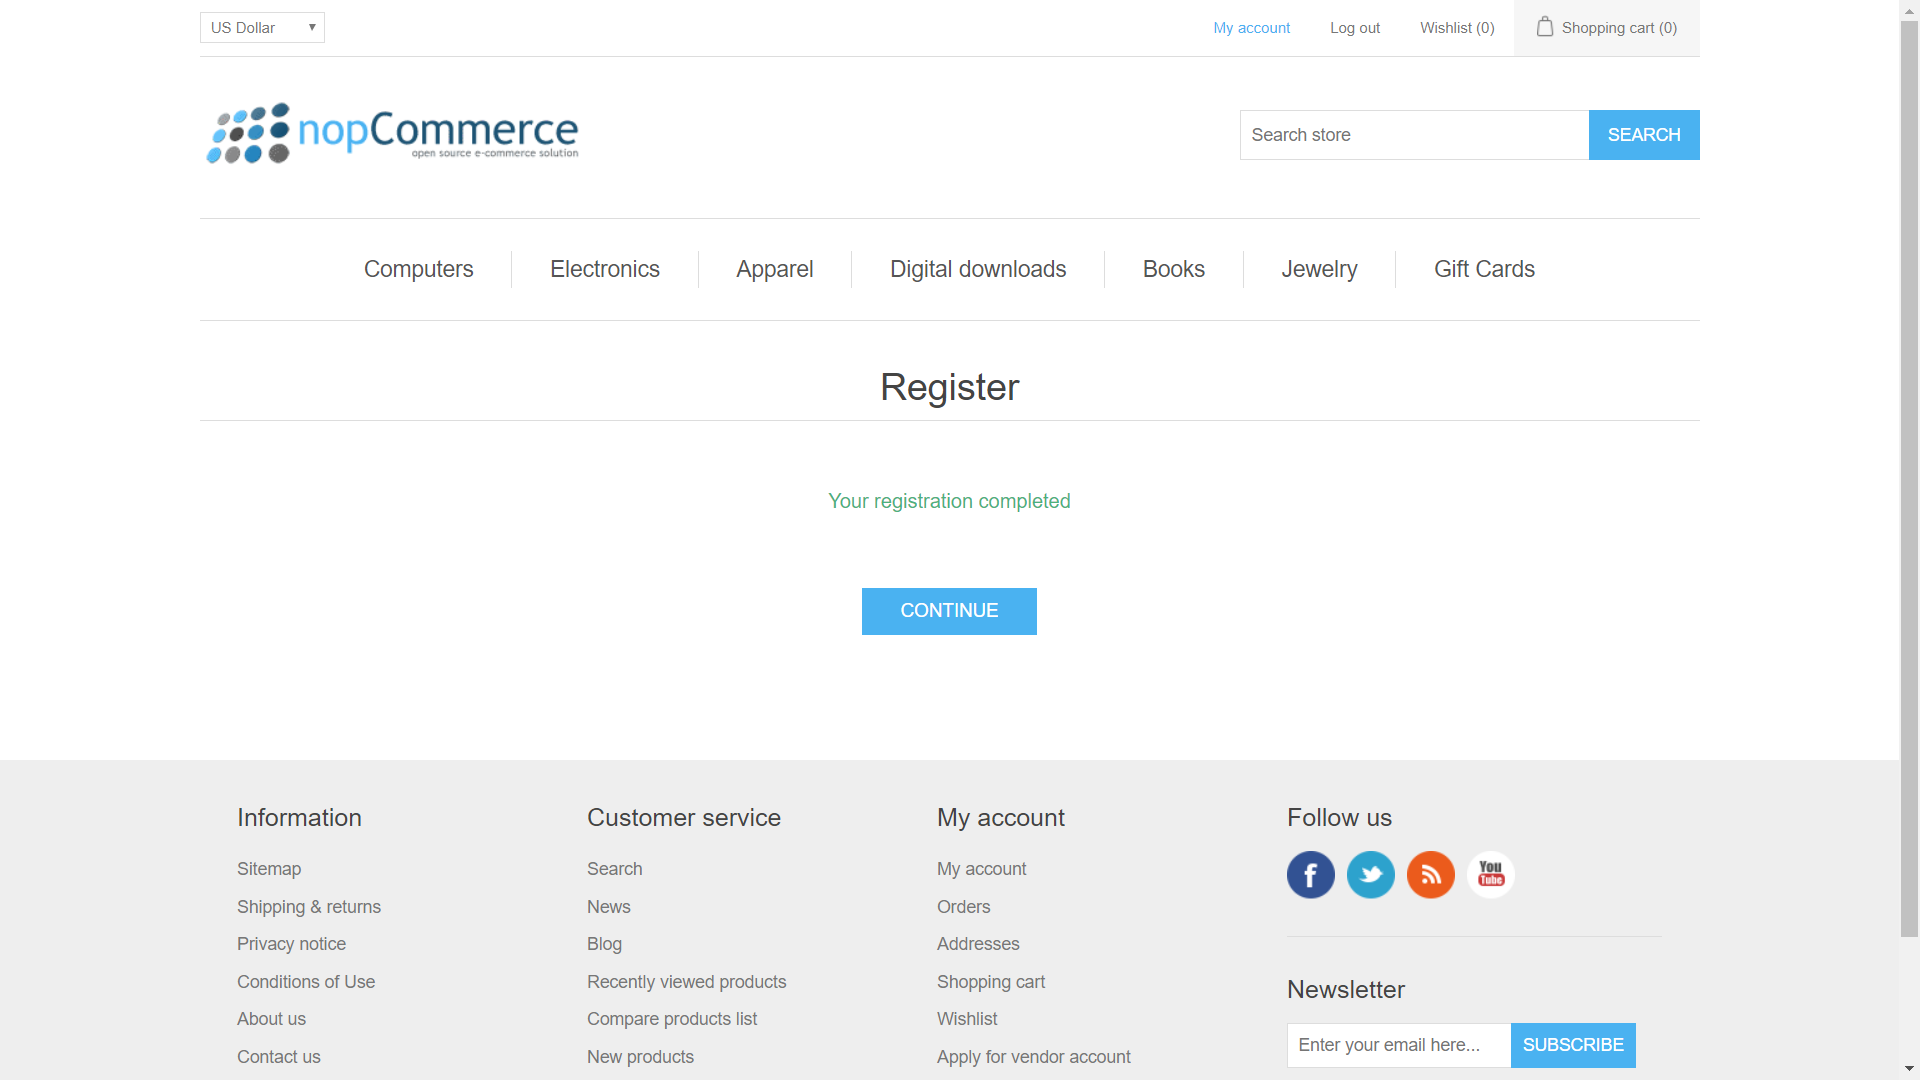 US Dollar
My account
Log out
Wishlist (0)
Shopping cart (0)
nopCommerce
open source e-commerce solution
Search store
SEARCH
Computers
Electronics
Apparel
Digital downloads
Books
Jewelry
Gift Cards
Register
Your registration completed
CONTINUE
Information
Sitemap
Shipping & returns
Privacy notice
Conditions of Use
About us
Contact us
Customer service
Search
News
Blog
Recently viewed products
Compare products list
New products
My account
My account
Orders
Addresses
Shopping cart
Wishlist
Apply for vendor account
Follow us
f
You
Tube
Newsletter
Enter your email here...
SUBSCRIBE